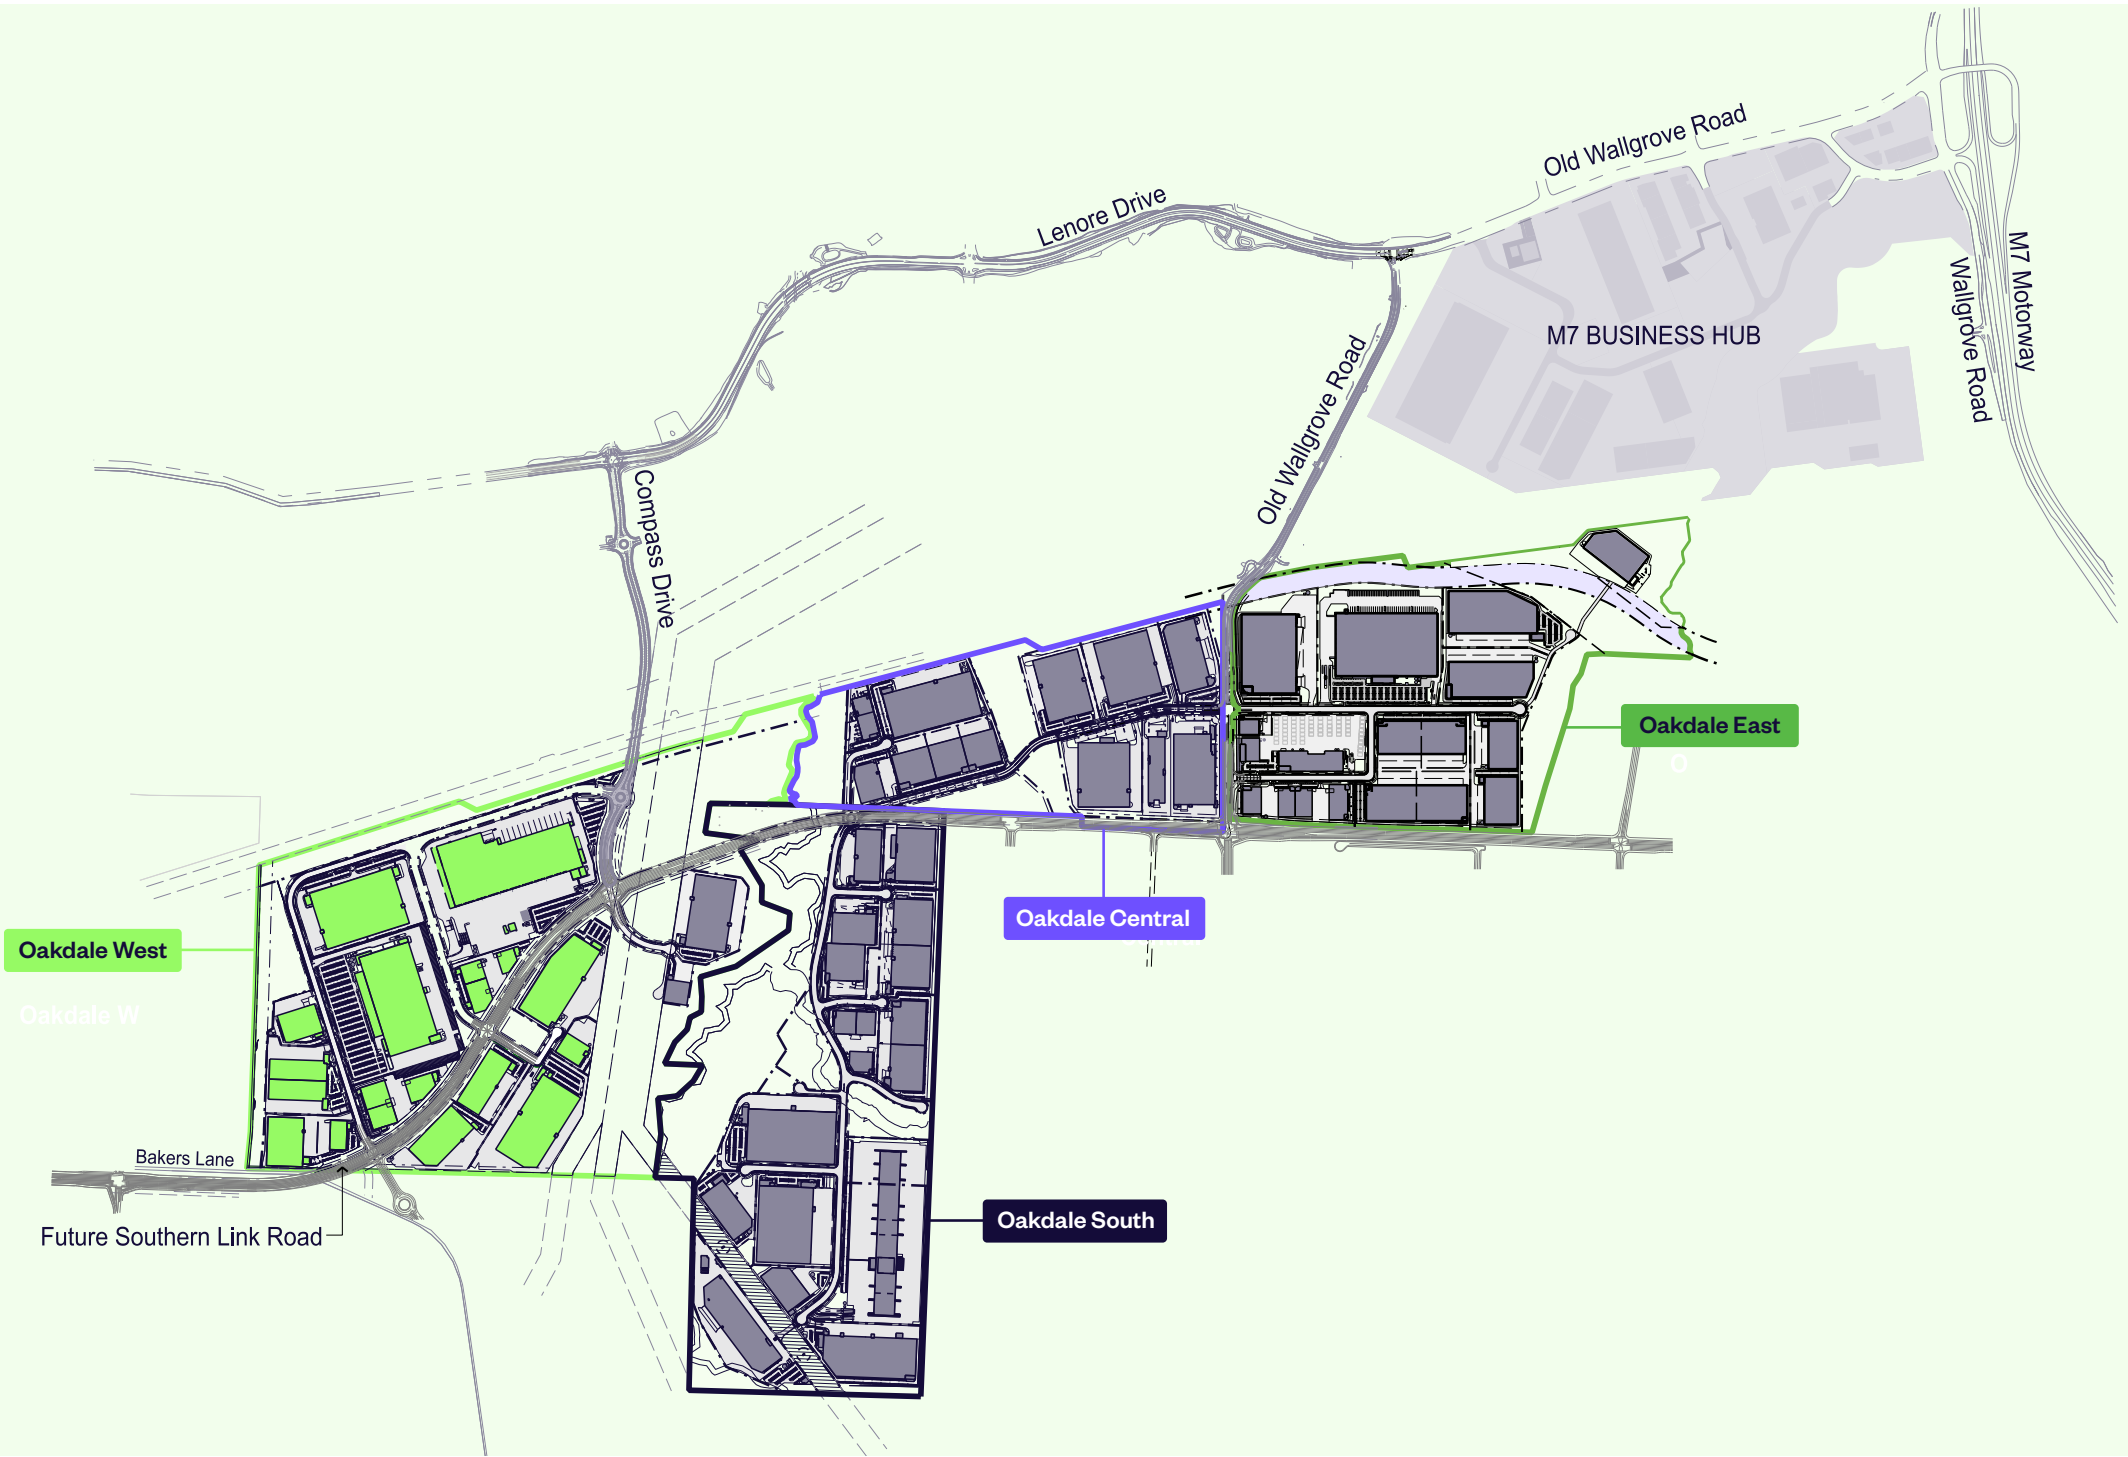 Old Wallgrove Road
Lenore Drive
M7 Motorway
Wallgrove Road
M7 BUSINESS HUB
Old Wallgrove Road
Compass Drive
Oakdale East
O
Oakdale Central
Oakdale West
Oakdale W
Bakers Lane
Oakdale South
Future Southern Link Road